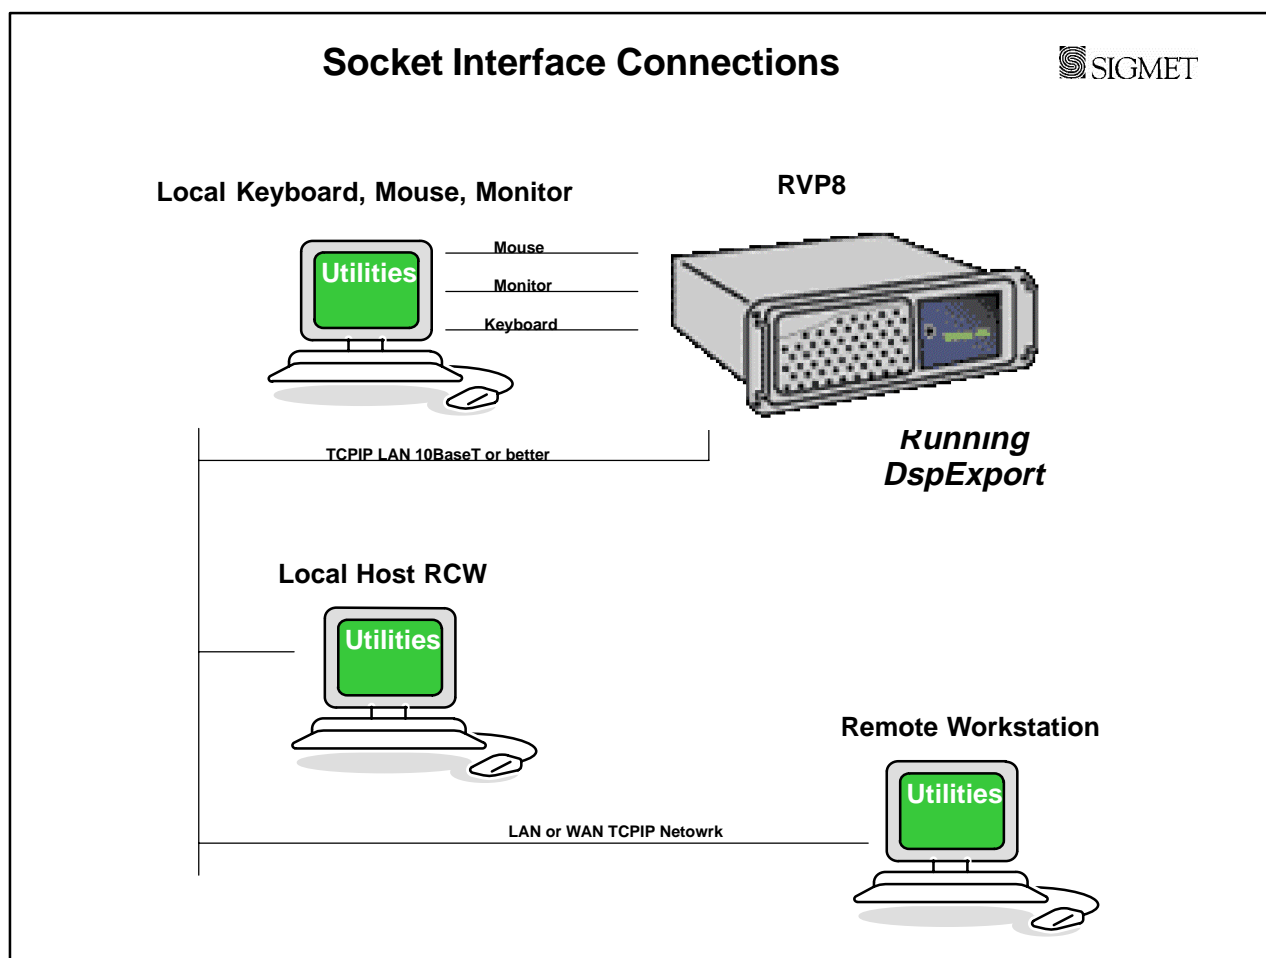 Socket Interface Connections
SIGMET
Local Keyboard, Mouse, Monitor
RVP8
Utilities
Mouse
Monitor
Keyboard
Running
DspExport
TCPIP LAN 10BaseT or better
Local Host RCW
Utilities
Remote Workstation
Utilities
LAN or WAN TCPIP Netowrk